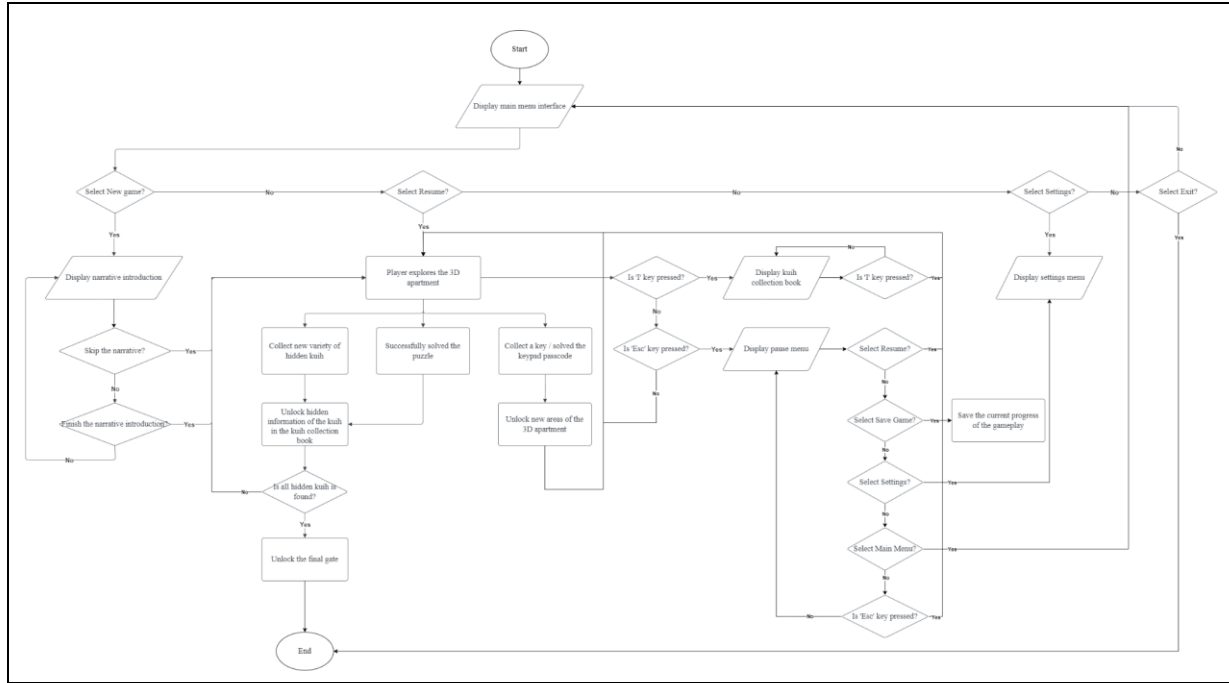 Start
Display main menu interface
Select New game?
No
Select Resume?
No
Select Settings?
No
Select Exit?
No
Yes
Yes
Yes
Yes
Display narrative introduction
Player explores the 3D
apartment
Is 'I' key pressed?
Yes
Display kuih
collection book
No
Is 'I' key pressed?
Yes
Display settings menu
No
Skip the narrative?
Yes
Collect new variety of
hidden kuih
Successfully solved the
puzzle
Collect a key / solved the
keypad passcode
Is 'Esc' key pressed?
Yes
Display pause menu
Select Resume?
No
No
No
Finish the narrative introduction?
Yes
No
Unlock hidden
information of the kuih
in the kuih collection
book
Unlock new areas of the
3D apartment
Select Save Game?
Yes
Save the current progress
of the gameplay
No
Is all hidden kuih is
found?
No
Yes
Select Settings?
Yes
No
Unlock the final gate
Select Main Menu?
Yes
No
Is 'Esc' key pressed?
No
Yes
End